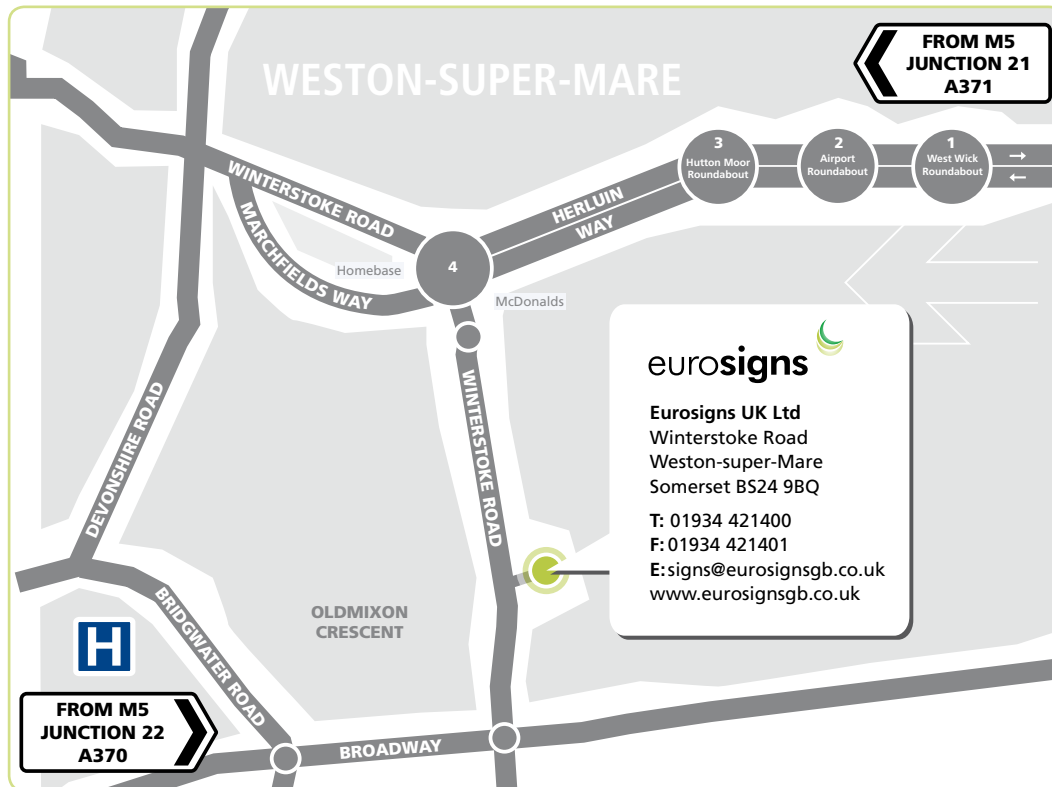 WESTON-SUPER-MARE
FROM M5
JUNCTION 21
A371
1
West Wick
Roundabout
2
Airport
Roundabout
3
Hutton Moor
Roundabout
HERLUIN
WAY
4
WINTERSTOKE ROAD
MARCHFIELDS WAY
Homebase
McDonalds
WINTERSTOKE ROAD
DEVONSHIRE ROAD
BRIDGWATER ROAD
OLDMIXON
CRESCENT
H
FROM M5
JUNCTION 22
A370
BROADWAY
eurosigns
Eurosigns UK Ltd
Winterstoke Road
Weston-super-Mare
Somerset BS24 9BQ
T: 01934 421400
F: 01934 421401
E: signs@eurosignsgb.co.uk
www.eurosignsgb.co.uk